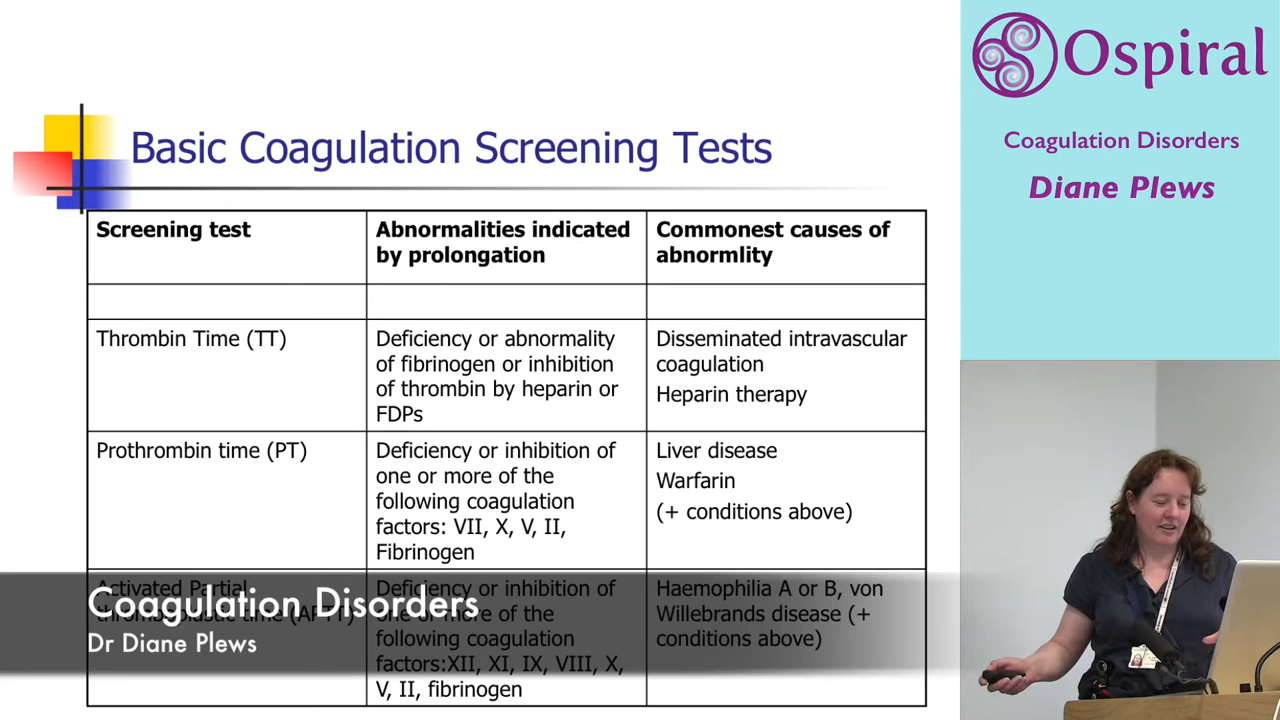 Ospiral
Coagulation Disorders
Diane Plews
Basic Coagulation Screening Tests
Screening test
Abnormalities indicated
by prolongation
Commonest causes of
abnormlity
Thrombin Time (TT)
Deficiency or abnormality
of fibrinogen or inhibition
of thrombin by heparin or
FDPs
Disseminated intravascular
coagulation
Heparin therapy
Prothrombin time (PT)
Deficiency or inhibition of
one or more of the
following coagulation
factors: VII, X, V, II,
Fibrinogen
Liver disease
Warfarin
(+ conditions above)
Activated Partial
time
Deficiency or inhibition of
one or more of the
following coagulation
factors:XII, XI, IX, VIII, X,
V, II, fibrinogen
Haemophilia A or B, von
Willebrands disease (+
conditions above)
Coagulation Disorders
Dr Diane Plews